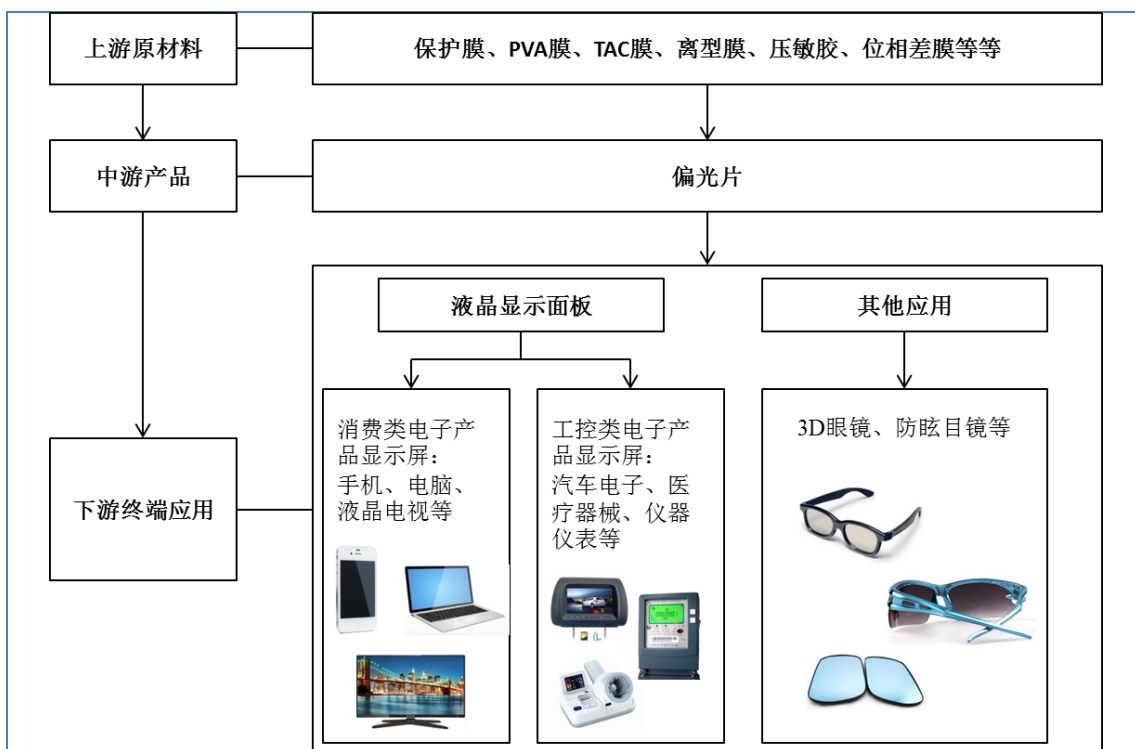 上游原材料
保护膜、PVA膜、TAC膜、离型膜、压敏胶、位相差膜等等
中游产品
偏光片
液晶显示面板
其他应用
下游终端应用
消费类电子产
品显示屏：
手机、电脑、
液晶电视等
工控类电子产
品显示屏：
汽车电子、医
疗器械、仪器
仪表等
3D眼镜、防眩目镜等